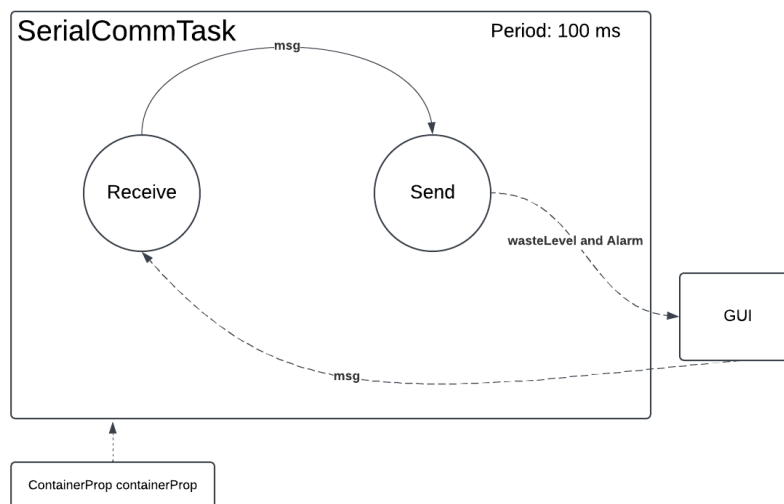 SerialCommTask
Period: 100 ms
msg
Receive
Send
wasteLevel and Alarm
GUI
msg
ContainerProp containerProp